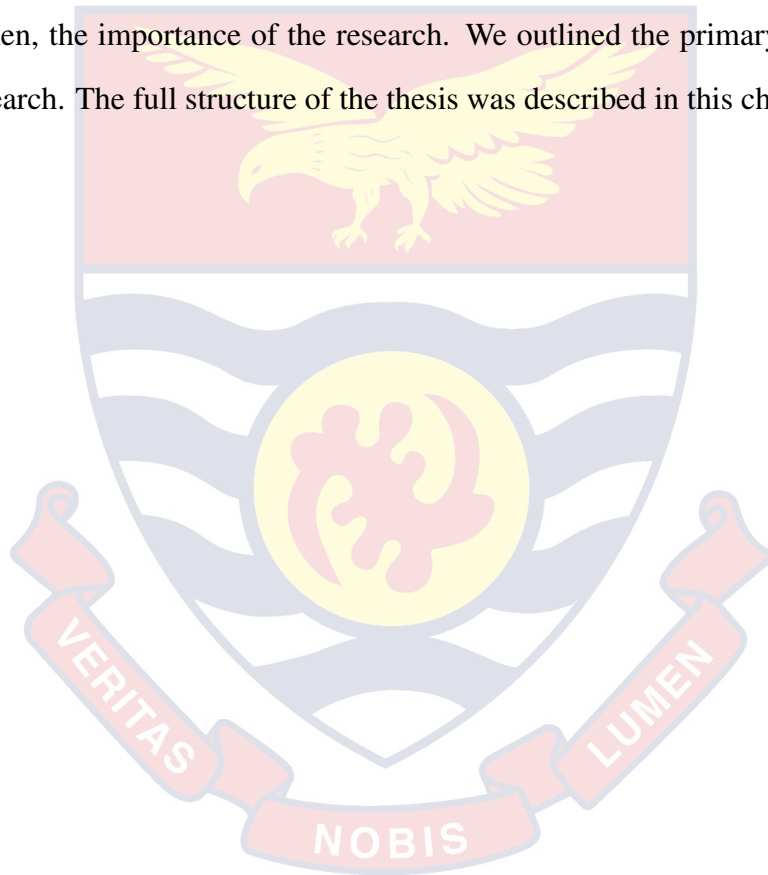 en, the importance of the research. We outlined the primary
earch. The full structure of the thesis was described in this ch
VERITAS
NOBIS
LUMEN